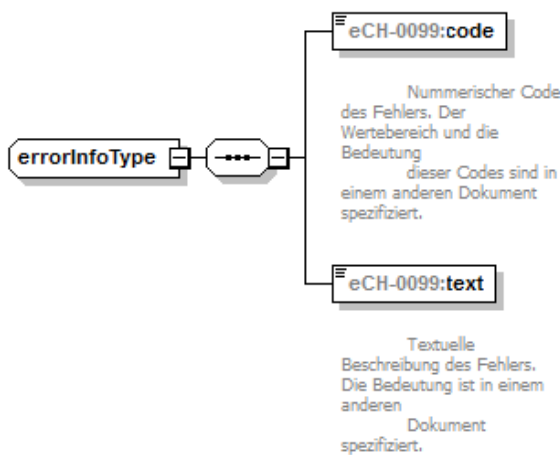 eCH-0099:code
Nummerischer Code
des Fehlers. Der
Wertebereich und die
Bedeutung
dieser Codes sind in
einem anderen Dokument
spezifiziert.
errorInfoType
eCH-0099:text
Textuelle
Beschreibung des Fehlers.
Die Bedeutung ist in einem
anderen
Dokument
spezifiziert.